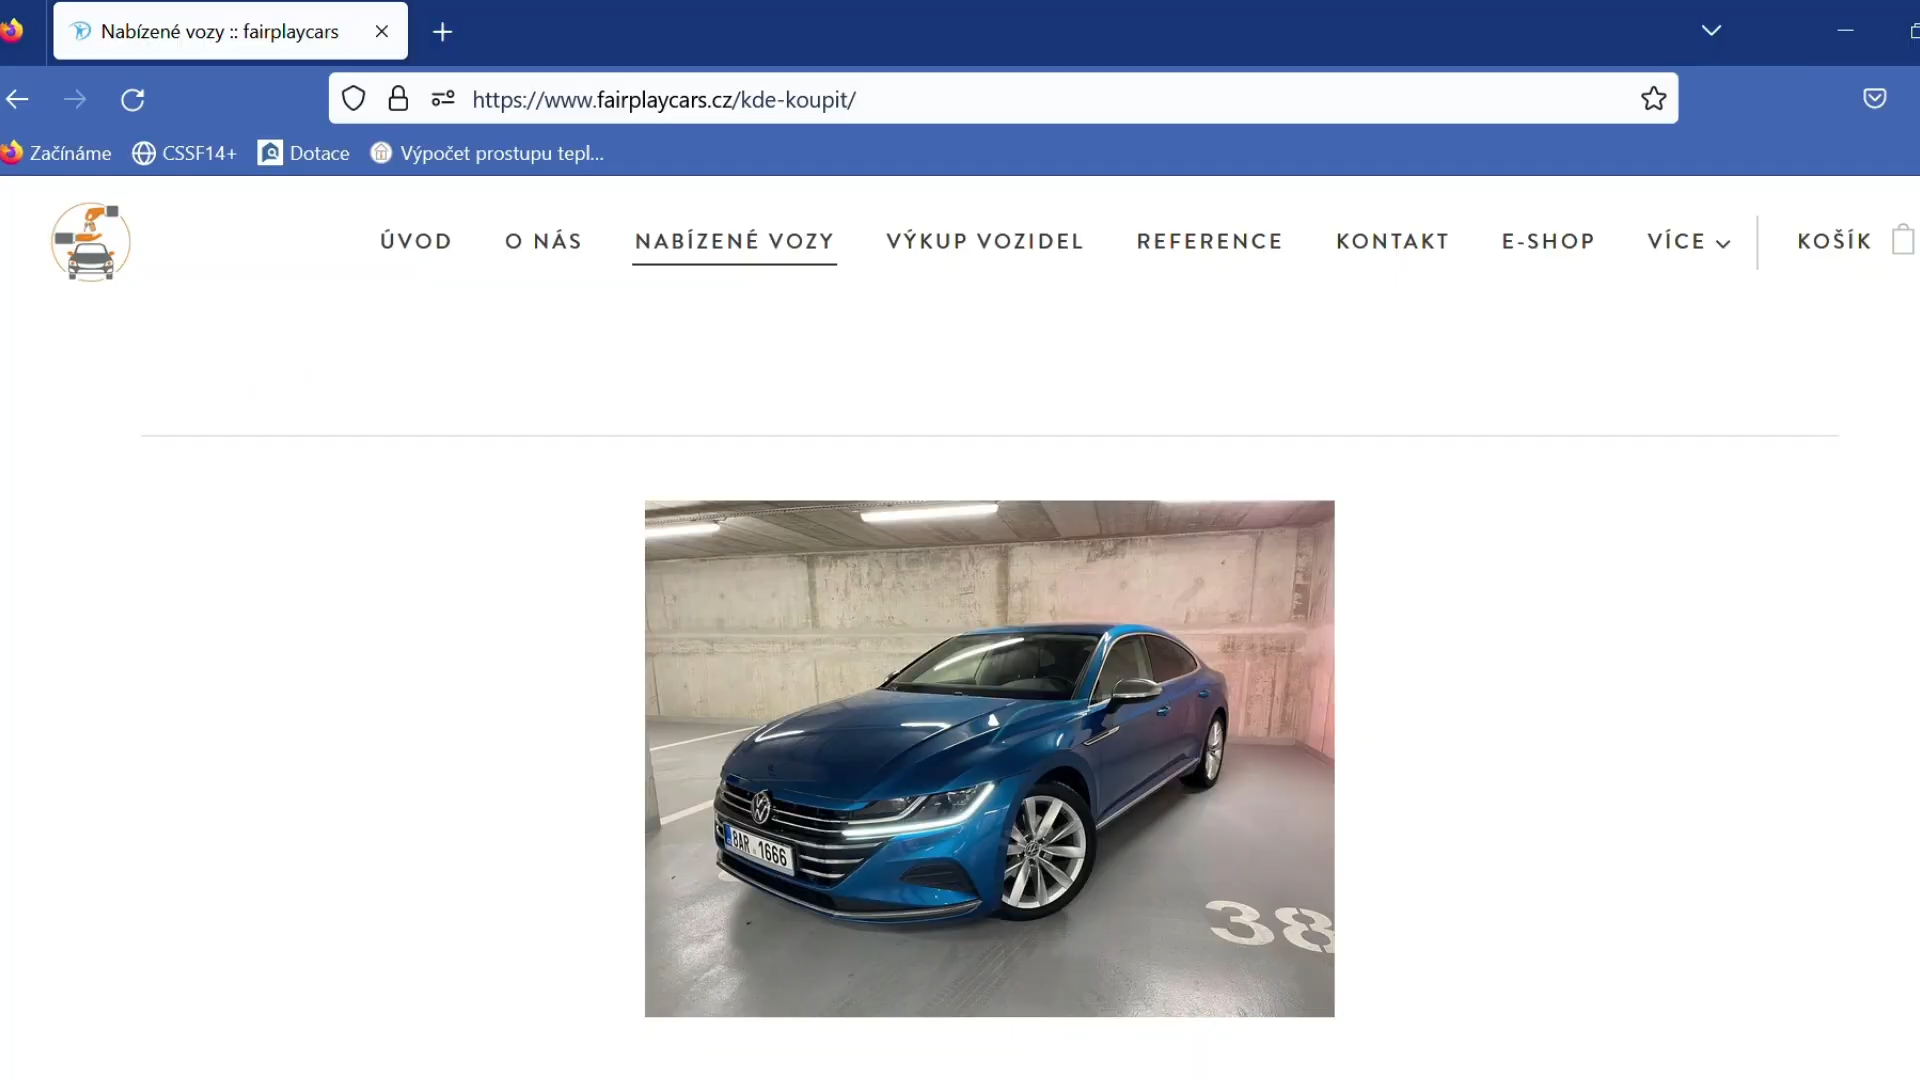 Nabízené vozy :: fairplaycars
https://www.fairplaycars.cz/kde-koupit/
Začínáme CSSF14+ Dotace Výpočet prostupu tepl...
ÚVOD O NÁS NABÍZENÉ VOZY VÝKUP VOZIDEL REFERENCE KONTAKT E-SHOP VÍCE KOŠÍK
8AR 1666
38